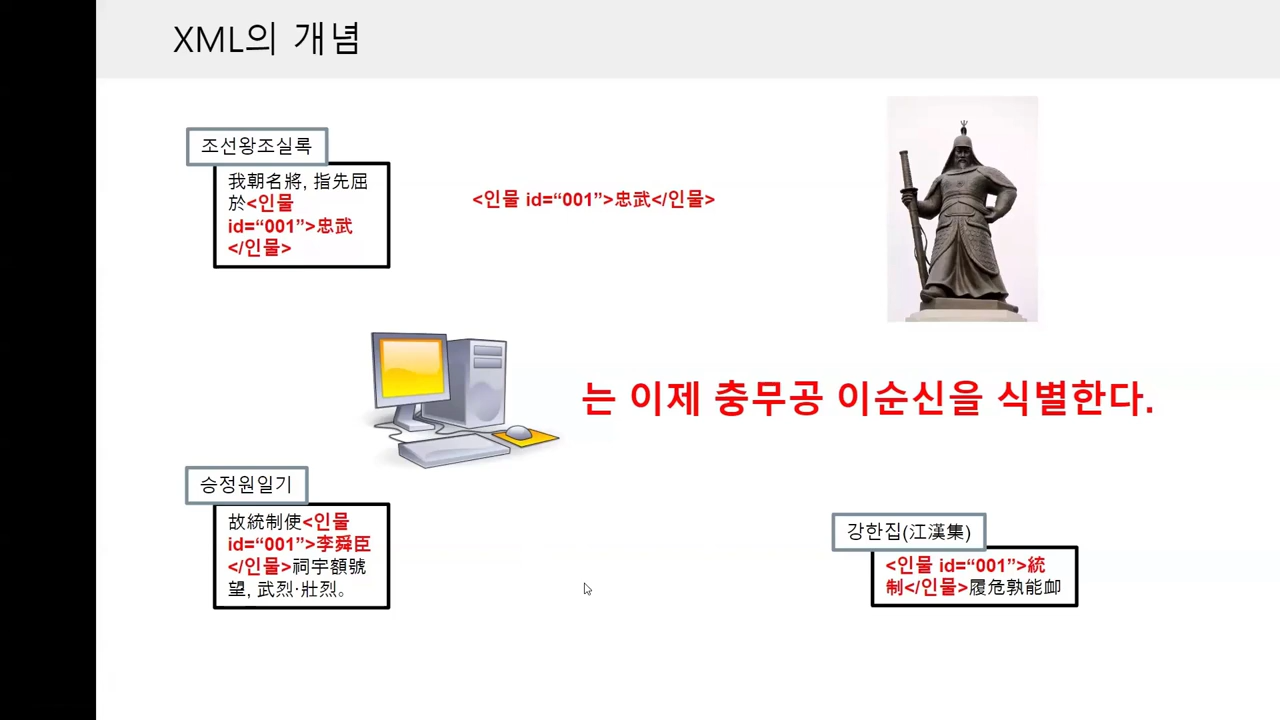 XML의 개념
조선왕조실록
我朝名將, 指先屈
於<인물
id=“001”>忠武
</인물>
<인물 id=“001”>忠武</인물>
는 이제 충무공 이순신을 식별한다.
승정원일기
故統制使<인물
id=“001”>李舜臣
</인물>祠宇額號
望, 武烈·壯烈。
강한집(江漢集)
<인물 id=“001”>統
制</인물>履危孰能卹